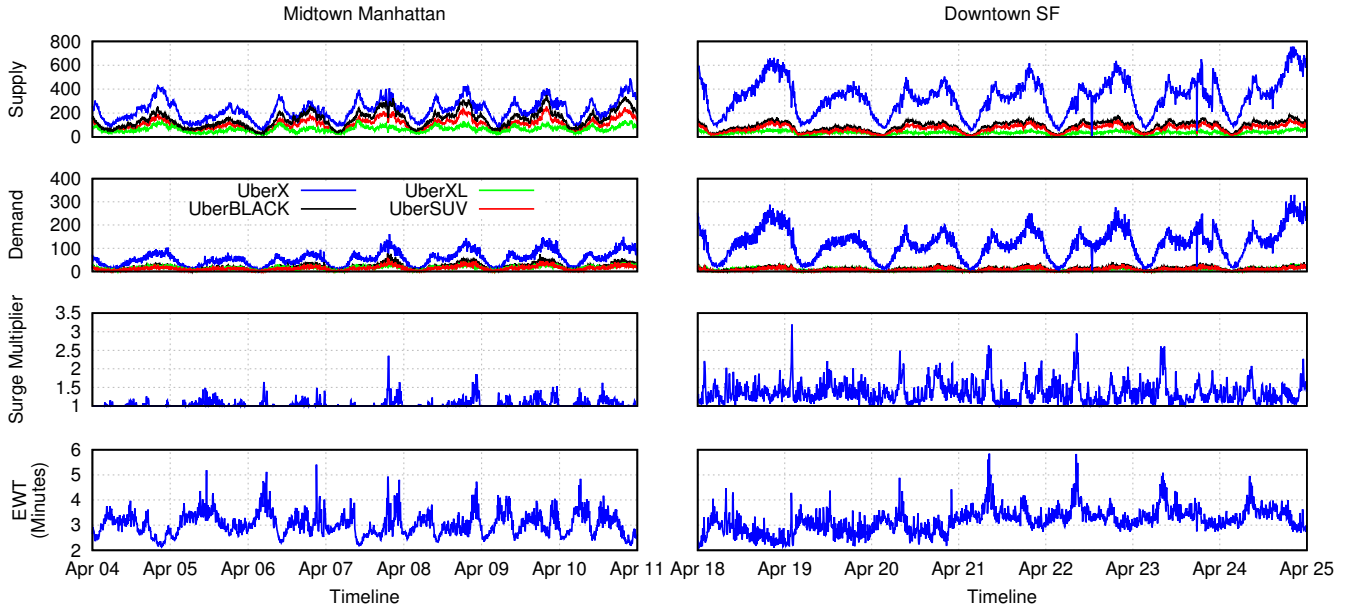 Midtown Manhattan
Downtown SF
Supply
800
600
400
200
0
Demand
400
300
200
100
0
UberX
UberXL
UberBLACK
UberSUV
Surge Multiplier
3.5
3
2.5
2
1.5
1
EWT
(Minutes)
6
5
4
3
2
Apr 04 Apr 05 Apr 06 Apr 07 Apr 08 Apr 09 Apr 10 Apr 11
Apr 18 Apr 19 Apr 20 Apr 21 Apr 22 Apr 23 Apr 24 Apr 25
Timeline
Timeline